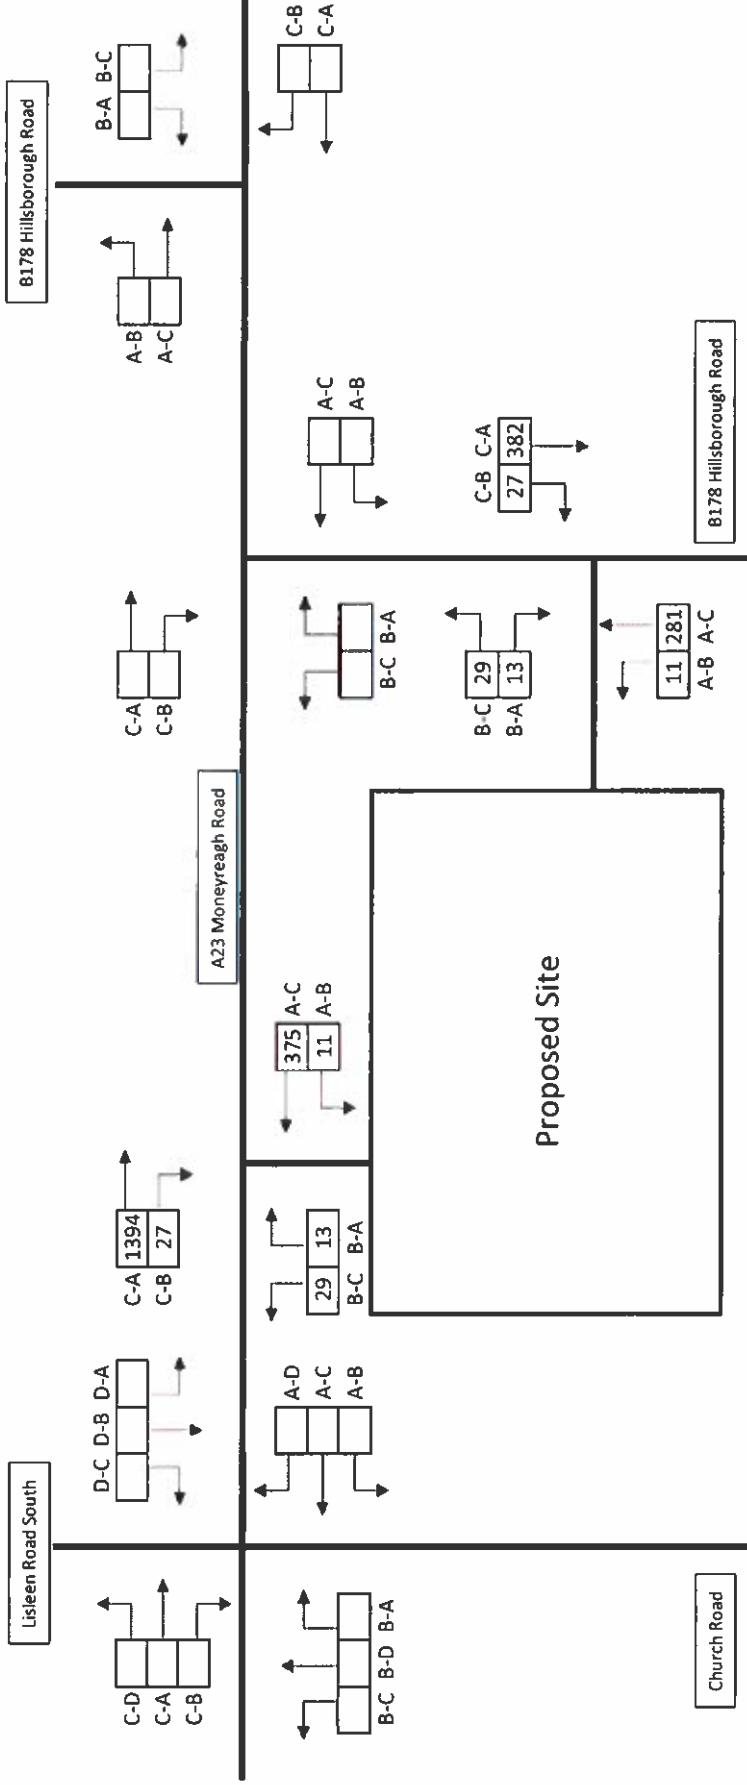 Lisleen Road South
B178 Hillsborough Road
C-D
C-A
C-B
D-C D-B D-A
C-A 1394
C-B 27
C-A
C-B
A-B
A-C
B-A B-C
A23 Moneyreagh Road
B-C B-D B-A
A-D
A-C
A-B
29 13
B-C B-A
375 A-C
11 A-B
B-C B-A
A-C
A-B
C-B
C-A
B-C 29
B-A 13
C-B C-A
27 382
Proposed Site
11 281
A-B A-C
Church Road
B178 Hillsborough Road